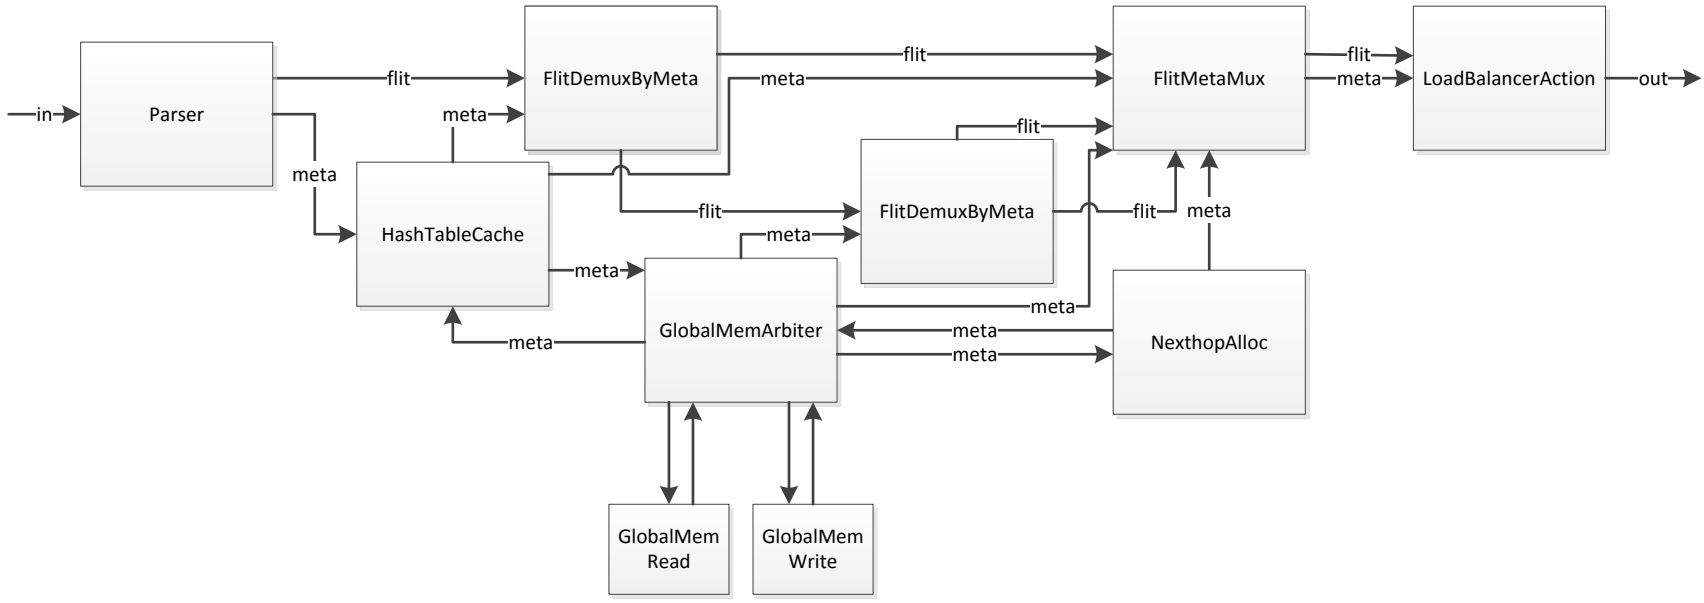 in
Parser
flit
meta
meta
FlitDemuxByMeta
HashTableCache
flit
meta
flit
meta
meta
meta
GlobalMemArbiter
FlitDemuxByMeta
flit
flit
meta
meta
meta
meta
NexthopAlloc
FlitMetaMux
flit
meta
LoadBalancerAction
out
GlobalMem
Read
GlobalMem
Write